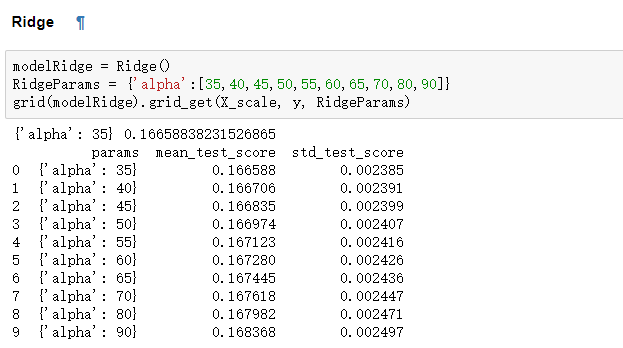 Ridge ¶
modelRidge = Ridge()
RidgeParams = {'alpha':[35,40,45,50,55,60,65,70,80,90]}
grid(modelRidge).grid_get(X_scale, y, RidgeParams)
{'alpha': 35} 0.16658838231526865
params mean_test_score std_test_score
0 {'alpha': 35} 0.166588 0.002385
1 {'alpha': 40} 0.166706 0.002391
2 {'alpha': 45} 0.166835 0.002399
3 {'alpha': 50} 0.166974 0.002407
4 {'alpha': 55} 0.167123 0.002416
5 {'alpha': 60} 0.167280 0.002426
6 {'alpha': 65} 0.167445 0.002436
7 {'alpha': 70} 0.167618 0.002447
8 {'alpha': 80} 0.167982 0.002471
9 {'alpha': 90} 0.168368 0.002497